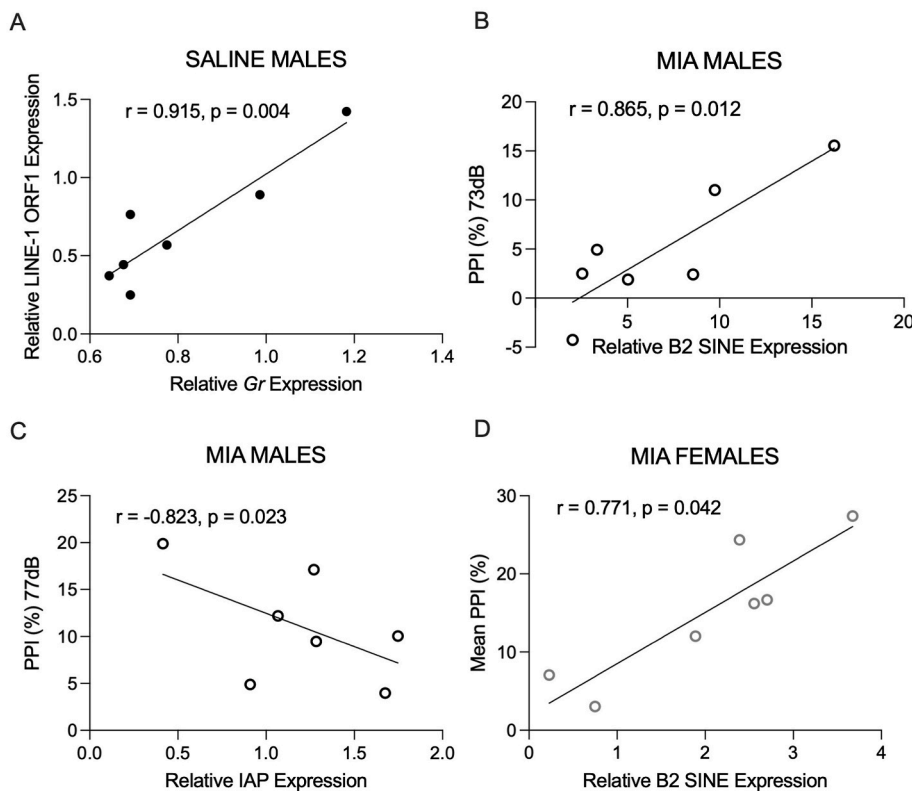 A
SALINE MALES
r = 0.915, p = 0.004
Relative LINE-1 ORF1 Expression
1.5
1.0
0.5
0.0
0.6 0.8 1.0 1.2 1.4
Relative Gr Expression
B
MIA MALES
r = 0.865, p = 0.012
PPI (%) 73dB
20
15
10
5
0
-5
5 10 15 20
Relative B2 SINE Expression
C
MIA MALES
r = -0.823, p = 0.023
PPI (%) 77dB
25
20
15
10
5
0
0.0 0.5 1.0 1.5 2.0
Relative IAP Expression
D
MIA FEMALES
r = 0.771, p = 0.042
Mean PPI (%)
30
20
10
0
0 1 2 3 4
Relative B2 SINE Expression